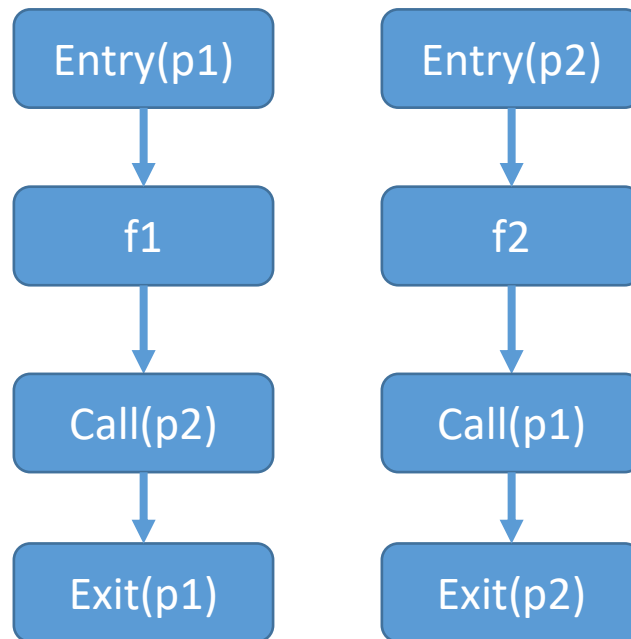 Entry(p1)
f1
Call(p2)
Exit(p1)
Entry(p2)
f2
Call(p1)
Exit(p2)